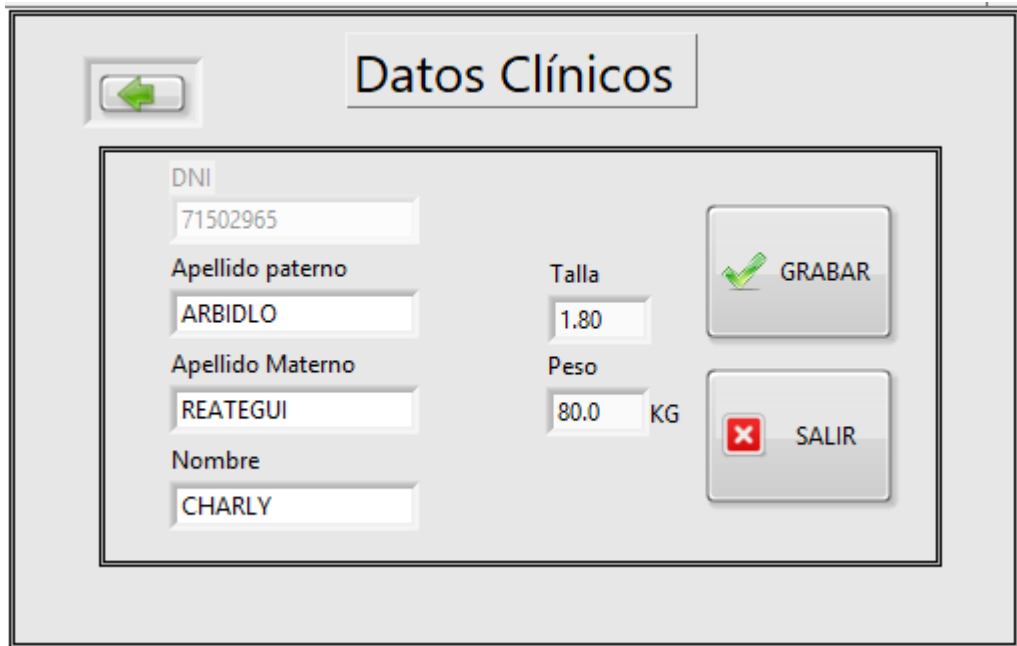 Datos Clínicos
DNI
71502965
Apellido paterno
ARBIDLO
Apellido Materno
REATEGUI
Nombre
CHARLY
Talla
1.80
Peso
80.0 KG
GRABAR
SALIR